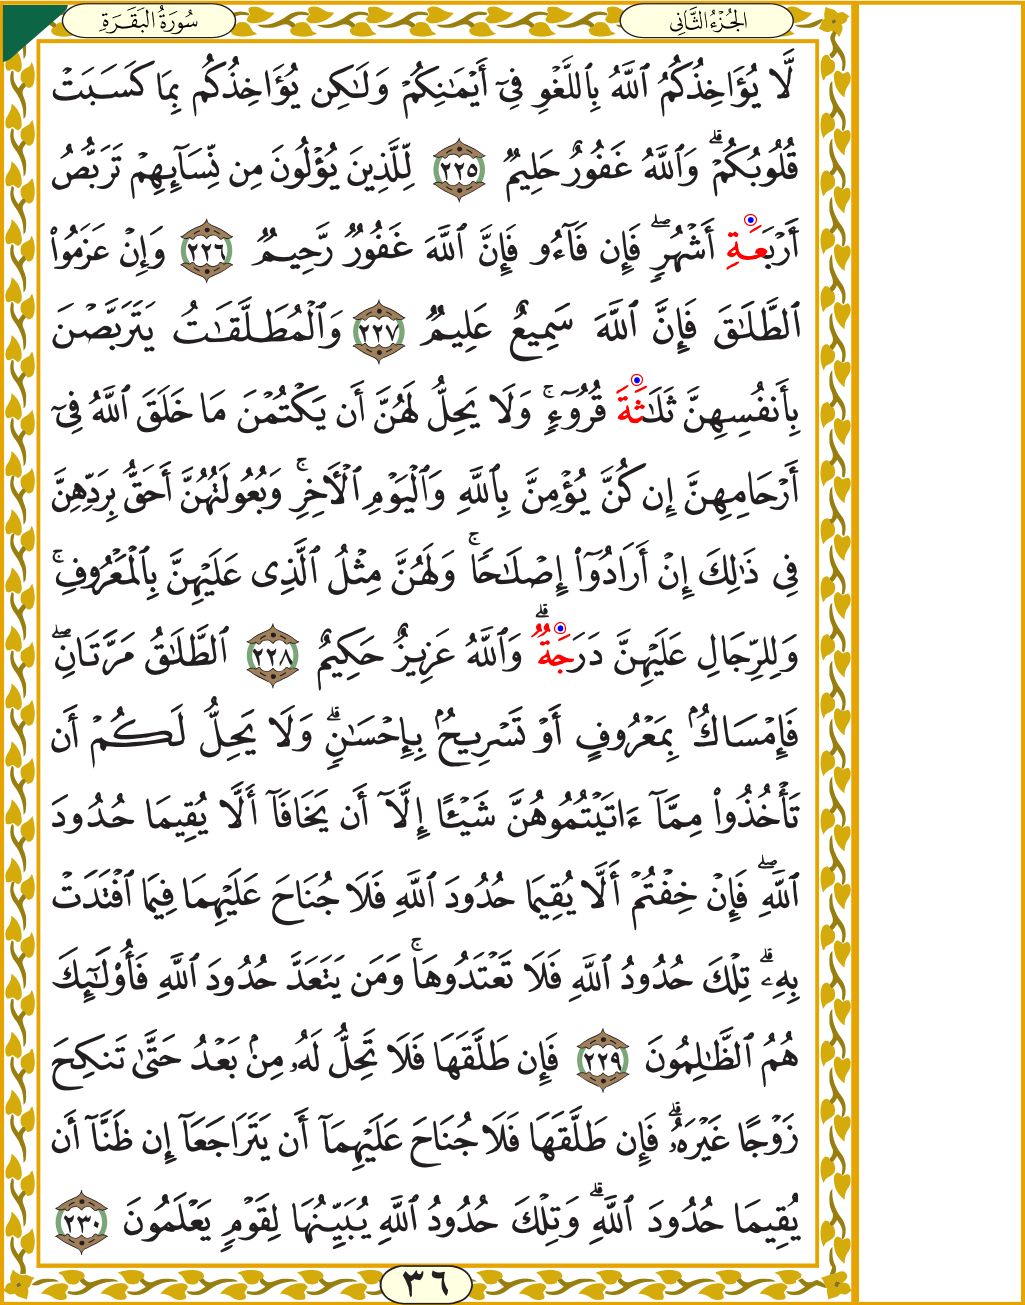 الجُزْءُ الثَّانِى
سُورَةُ البَقَرَةِ
لَّا يُؤَاخِذُكُمُ ٱللَّهُ بِٱللَّغْوِ فِىٓ أَيْمَـٰنِكُمْ وَلَـٰكِن يُؤَاخِذُكُم بِمَا كَسَبَتْ
قُلُوبُكُمْ ۗ وَٱللَّهُ غَفُورٌ حَلِيمٌ ٢٢٥ لِّلَّذِينَ يُؤْلُونَ مِن نِّسَآئِهِمْ تَرَبُّصُ
أَرْبَعَةِ أَشْهُرٍ ۖ فَإِن فَآءُو فَإِنَّ ٱللَّهَ غَفُورٌ رَّحِيمٌ ٢٢٦ وَإِنْ عَزَمُوا۟
ٱلطَّلَـٰقَ فَإِنَّ ٱللَّهَ سَمِيعٌ عَلِيمٌ ٢٢٧ وَٱلْمُطَلَّقَـٰتُ يَتَرَبَّصْنَ
بِأَنفُسِهِنَّ ثَلَـٰثَةَ قُرُوٓءٍ ۚ وَلَا يَحِلُّ لَهُنَّ أَن يَكْتُمْنَ مَا خَلَقَ ٱللَّهُ فِىٓ
أَرْحَامِهِنَّ إِن كُنَّ يُؤْمِنَّ بِٱللَّهِ وَٱلْيَوْمِ ٱلْـَٔاخِرِ ۚ وَبُعُولَتُهُنَّ أَحَقُّ بِرَدِّهِنَّ
فِى ذَٰلِكَ إِنْ أَرَادُوٓا۟ إِصْلَـٰحًا ۚ وَلَهُنَّ مِثْلُ ٱلَّذِى عَلَيْهِنَّ بِٱلْمَعْرُوفِ ۚ
وَلِلرِّجَالِ عَلَيْهِنَّ دَرَجَةٌ ۗ وَٱللَّهُ عَزِيزٌ حَكِيمٌ ٢٢٨ ٱلطَّلَـٰقُ مَرَّتَانِ ۖ
فَإِمْسَاكٌۢ بِمَعْرُوفٍ أَوْ تَسْرِيحٌۢ بِإِحْسَـٰنٍ ۗ وَلَا يَحِلُّ لَكُمْ أَن
تَأْخُذُوا۟ مِمَّآ ءَاتَيْتُمُوهُنَّ شَيْـًٔا إِلَّآ أَن يَخَافَآ أَلَّا يُقِيمَا حُدُودَ
ٱللَّهِ ۖ فَإِنْ خِفْتُمْ أَلَّا يُقِيمَا حُدُودَ ٱللَّهِ فَلَا جُنَاحَ عَلَيْهِمَا فِيمَا ٱفْتَدَتْ
بِهِۦ ۗ تِلْكَ حُدُودُ ٱللَّهِ فَلَا تَعْتَدُوهَا ۚ وَمَن يَتَعَدَّ حُدُودَ ٱللَّهِ فَأُو۟لَـٰٓئِكَ
هُمُ ٱلظَّـٰلِمُونَ ٢٢٩ فَإِن طَلَّقَهَا فَلَا تَحِلُّ لَهُۥ مِنۢ بَعْدُ حَتَّىٰ تَنكِحَ
زَوْجًا غَيْرَهُۥ ۗ فَإِن طَلَّقَهَا فَلَا جُنَاحَ عَلَيْهِمَآ أَن يَتَرَاجَعَآ إِن ظَنَّآ أَن
يُقِيمَا حُدُودَ ٱللَّهِ ۗ وَتِلْكَ حُدُودُ ٱللَّهِ يُبَيِّنُهَا لِقَوْمٍ يَعْلَمُونَ ٢٣٠
٣٦